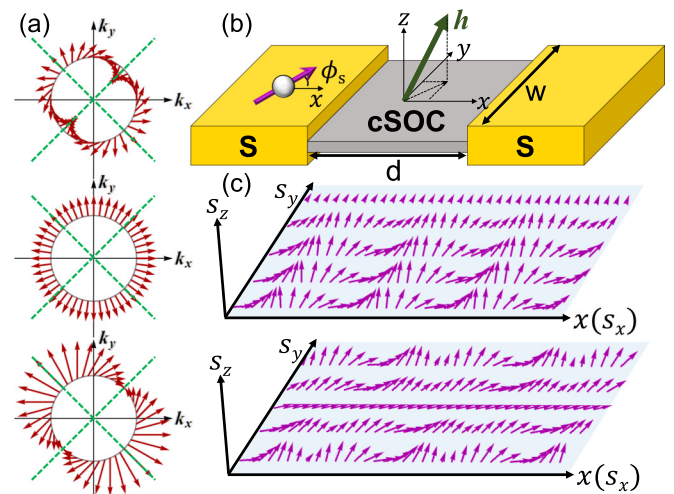 (a)
k_y
k_x
k_y
k_x
k_y
k_x
(b)
ϕ_s
x
z
h
y
x
cSOC
S
S
d
w
(c)
s_z
s_y
x(s_x)
s_z
s_y
x(s_x)